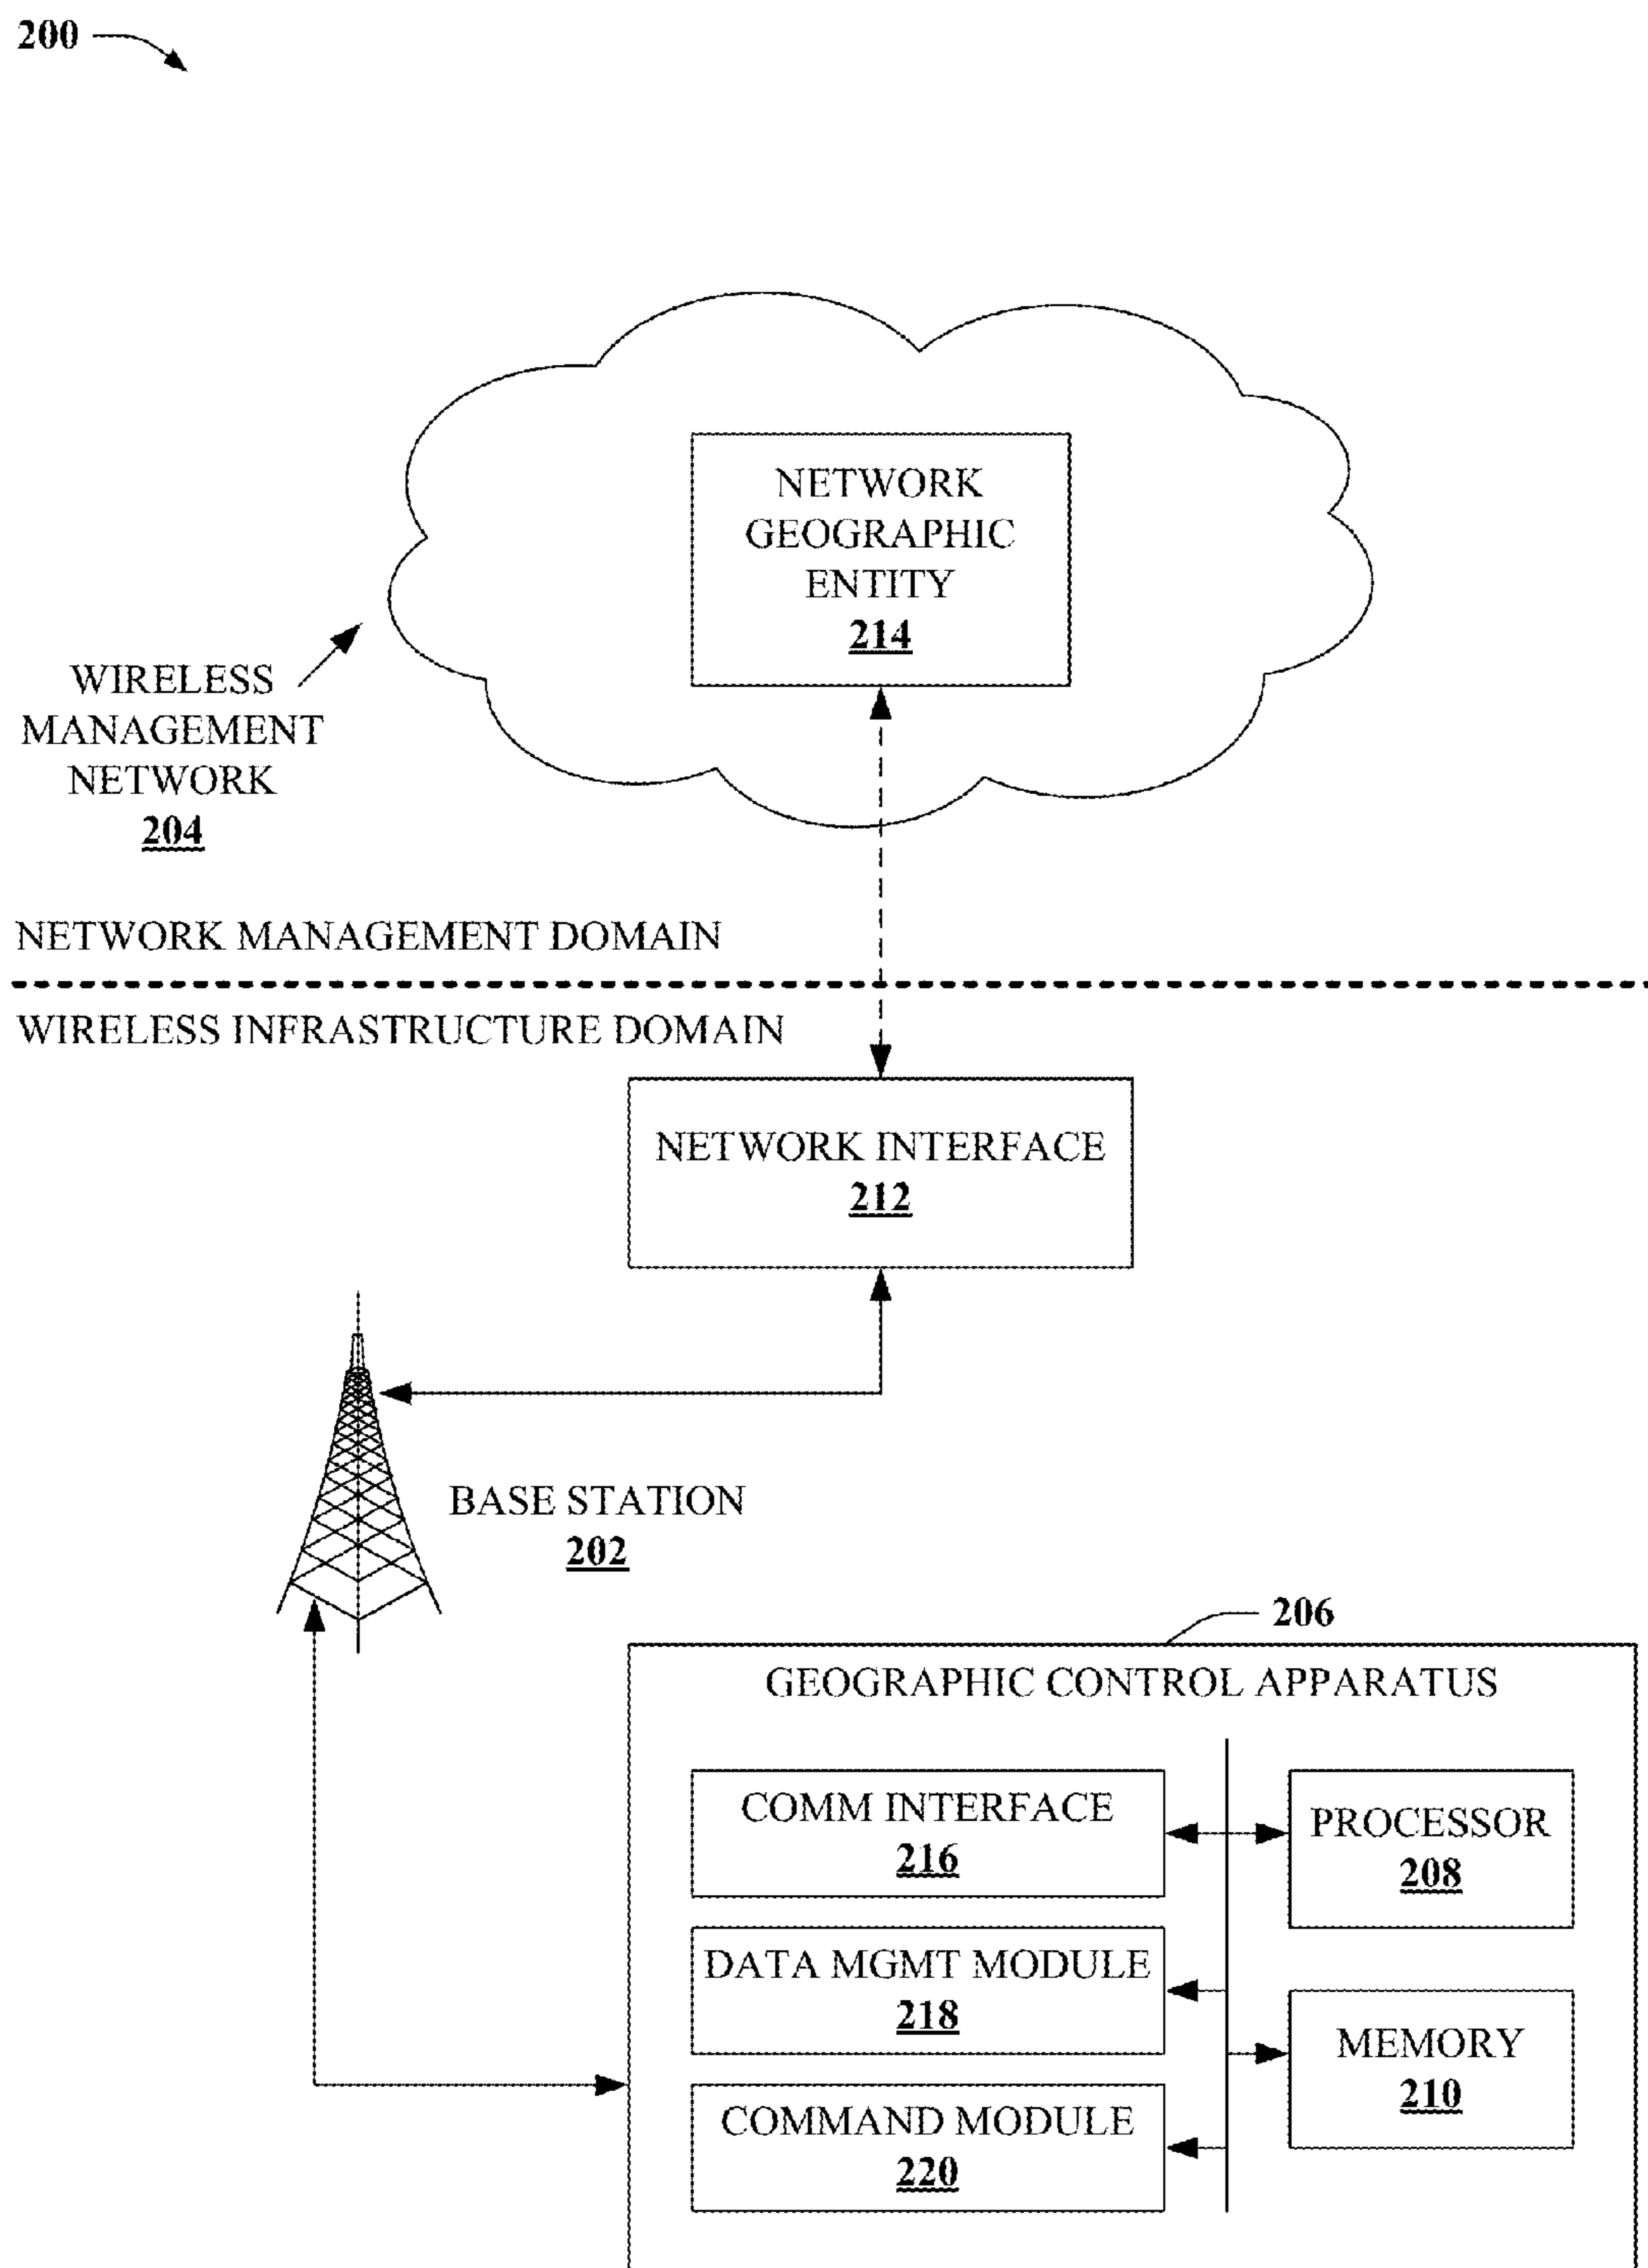 200
NETWORK
GEOGRAPHIC
ENTITY
214
WIRELESS
MANAGEMENT
NETWORK
204
NETWORK MANAGEMENT DOMAIN
WIRELESS INFRASTRUCTURE DOMAIN
NETWORK INTERFACE
212
BASE STATION
202
206
GEOGRAPHIC CONTROL APPARATUS
COMM INTERFACE
216
PROCESSOR
208
DATA MGMT MODULE
218
MEMORY
210
COMMAND MODULE
220